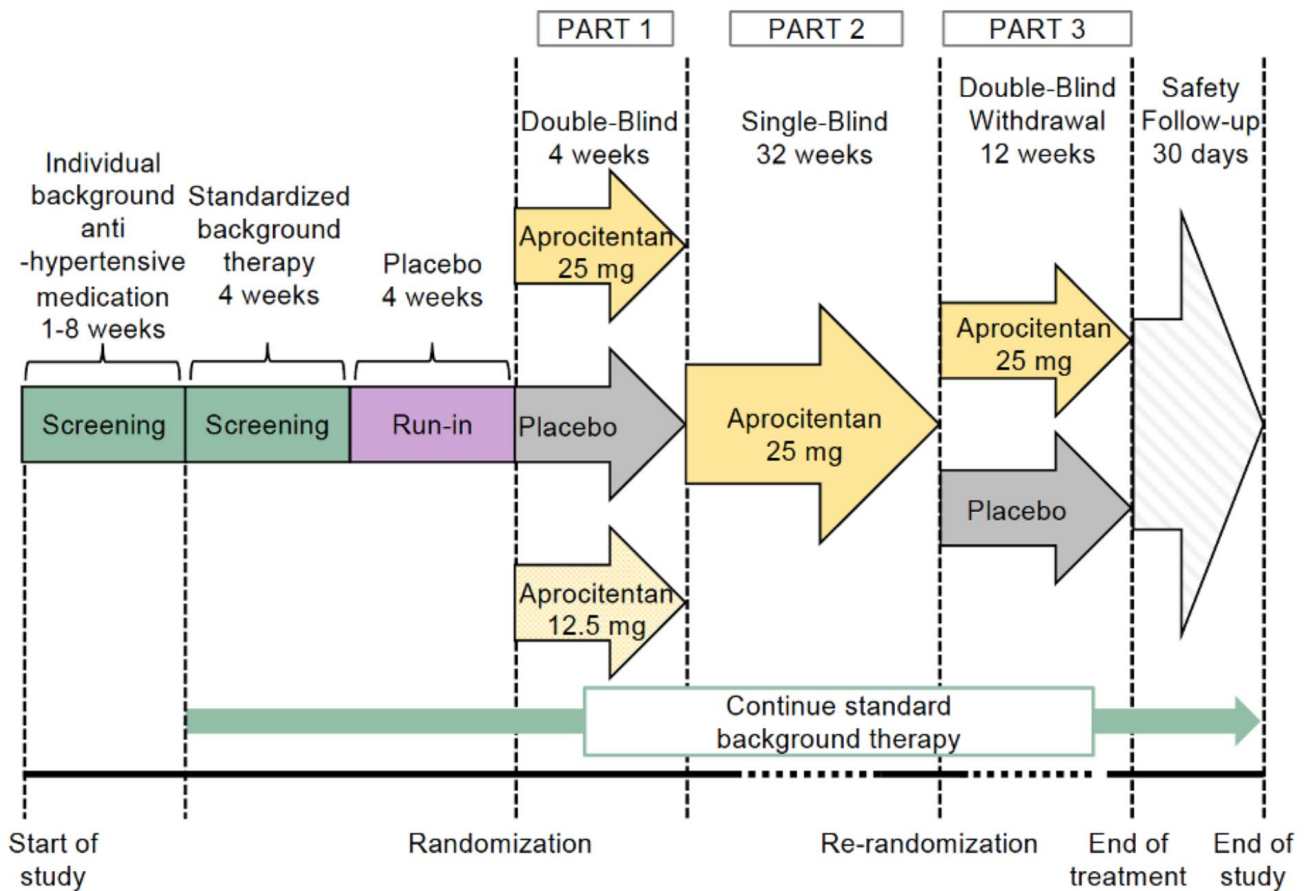 PART 1
PART 2
PART 3
Double-Blind
4 weeks
Single-Blind
32 weeks
Double-Blind
Withdrawal
12 weeks
Safety
Follow-up
30 days
Individual
background
anti
-hypertensive
medication
1-8 weeks
Standardized
background
therapy
4 weeks
Placebo
4 weeks
Screening
Screening
Run-in
Aprocitentan
25 mg
Placebo
Aprocitentan
12.5 mg
Aprocitentan
25 mg
Aprocitentan
25 mg
Placebo
Continue standard
background therapy
Start of
study
Randomization
Re-randomization
End of
treatment
End of
study